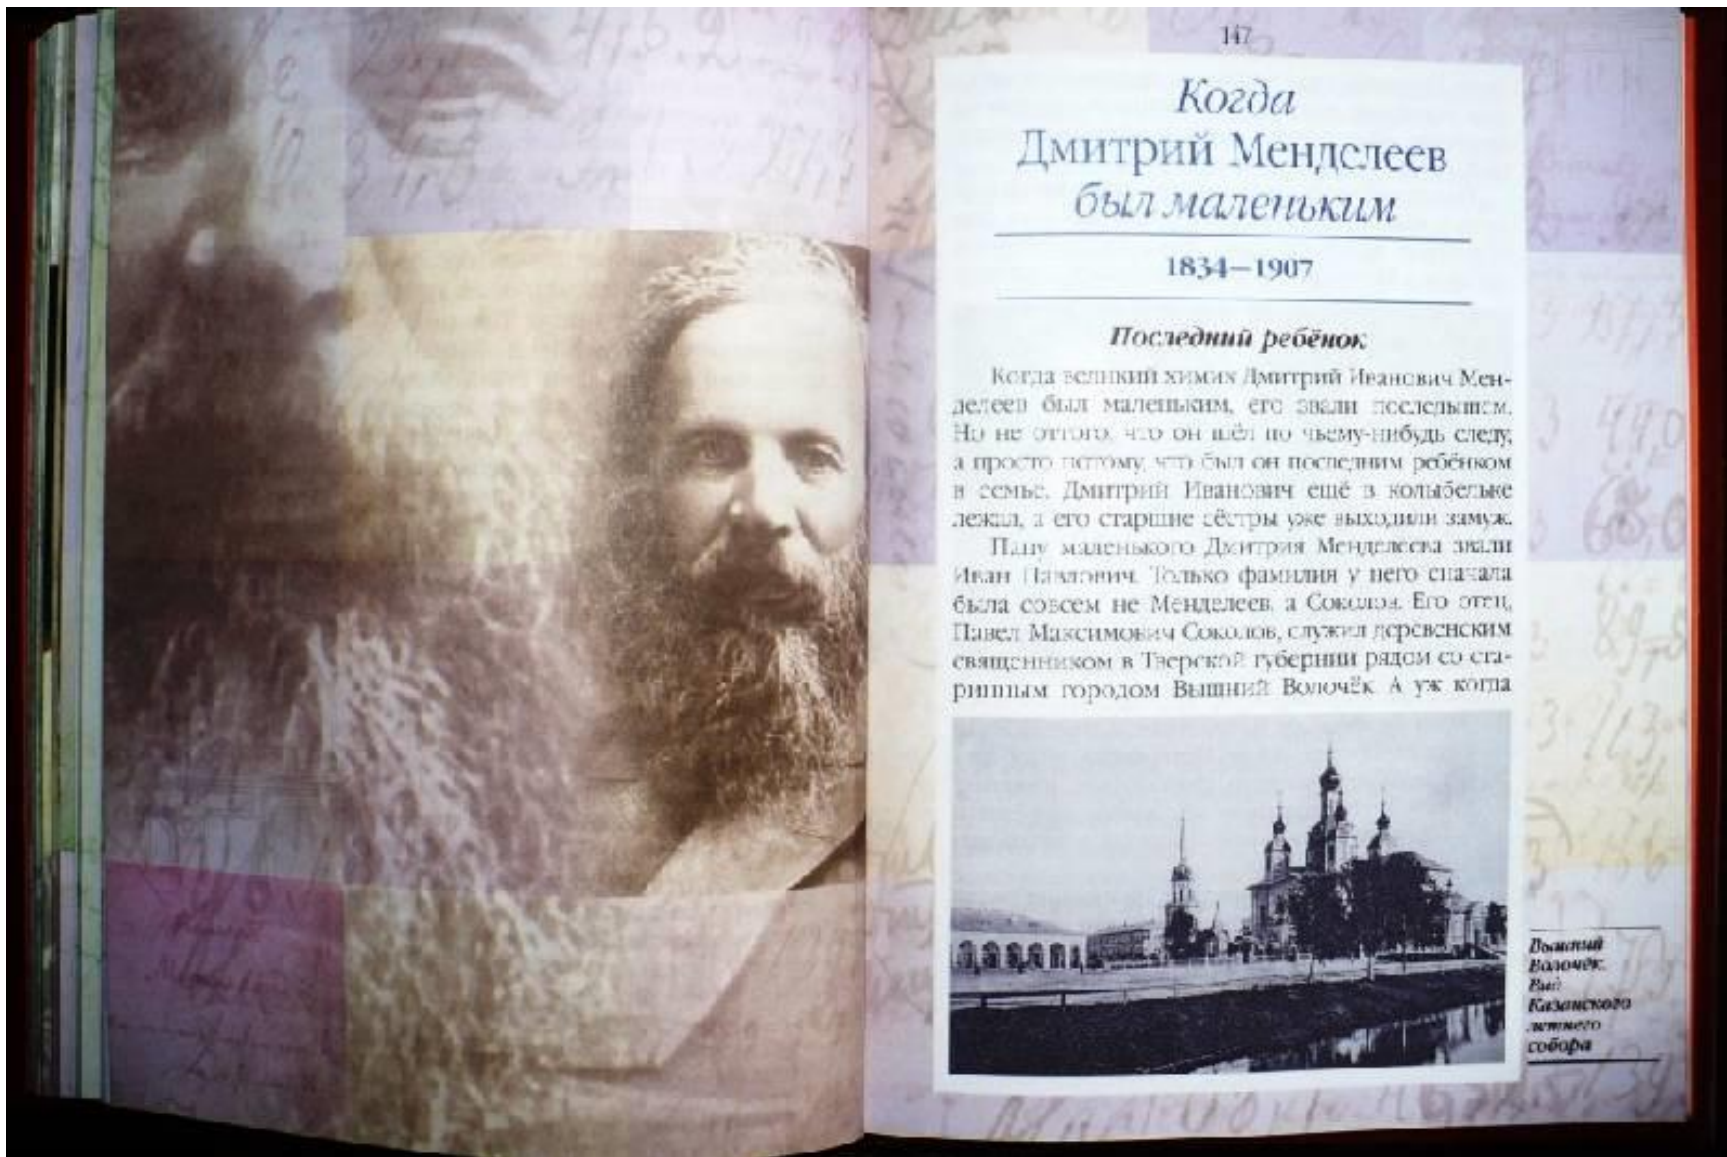 147
Когда
Дмитрий Менделеев
был маленьким
1834—1907
Последний ребёнок
Когда великий химик Дмитрий Иванович Мен-
делеев был маленьким, его звали последышем.
Но не оттого, что он шёл по чьему-нибудь следу,
а просто потому, что был он последним ребёнком
в семье. Дмитрий Иванович ещё в колыбельке
лежал, а его старшие сёстры уже выходили замуж.
Папу маленького Дмитрия Менделеева звали
Иван Павлович. Только фамилия у него сначала
была совсем не Менделеев, а Соколов. Его отец,
Павел Максимович Соколов, служил деревенским
священником в Тверской губернии рядом со ста-
ринным городом Вышний Волочёк. А уж когда
Вышний
Волочёк.
Вид
Казанского
летнего
собора